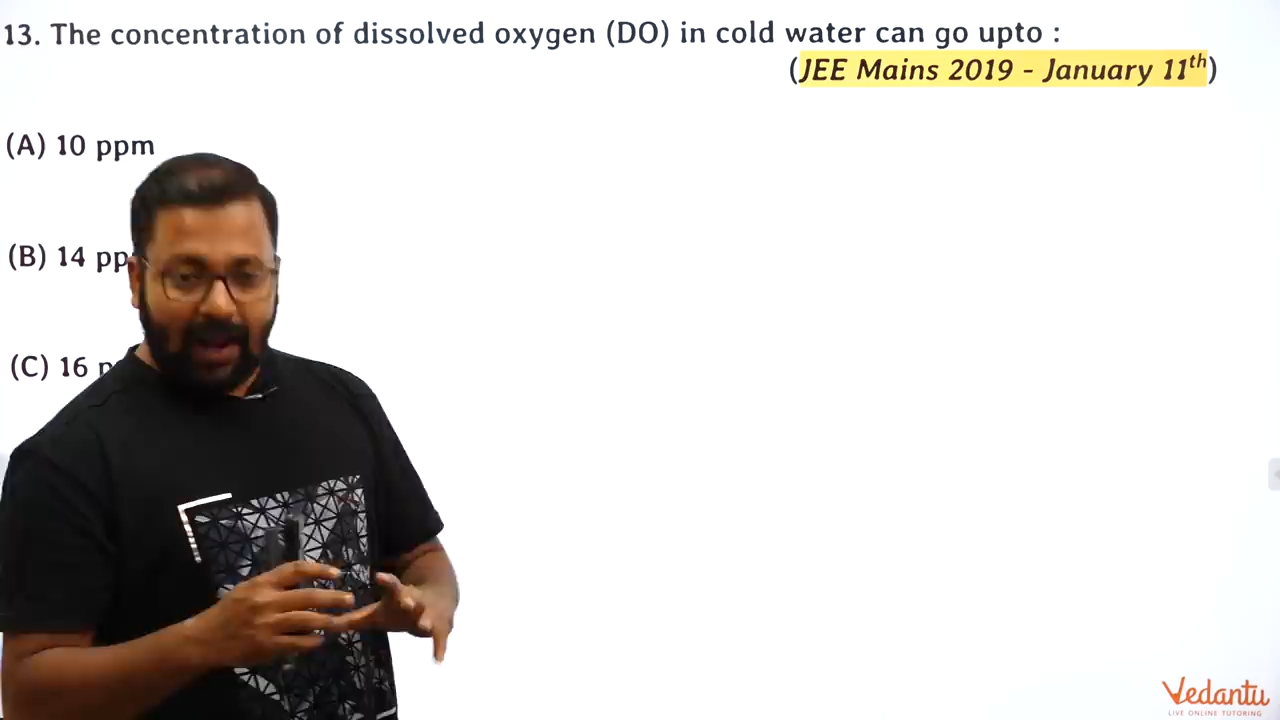 13. The concentration of dissolved oxygen (DO) in cold water can go upto :
(JEE Mains 2019 - January 11th)
(A) 10 ppm
(B) 14 pp
(C) 16
Vedantu
LIVE ONLINE TUTORING